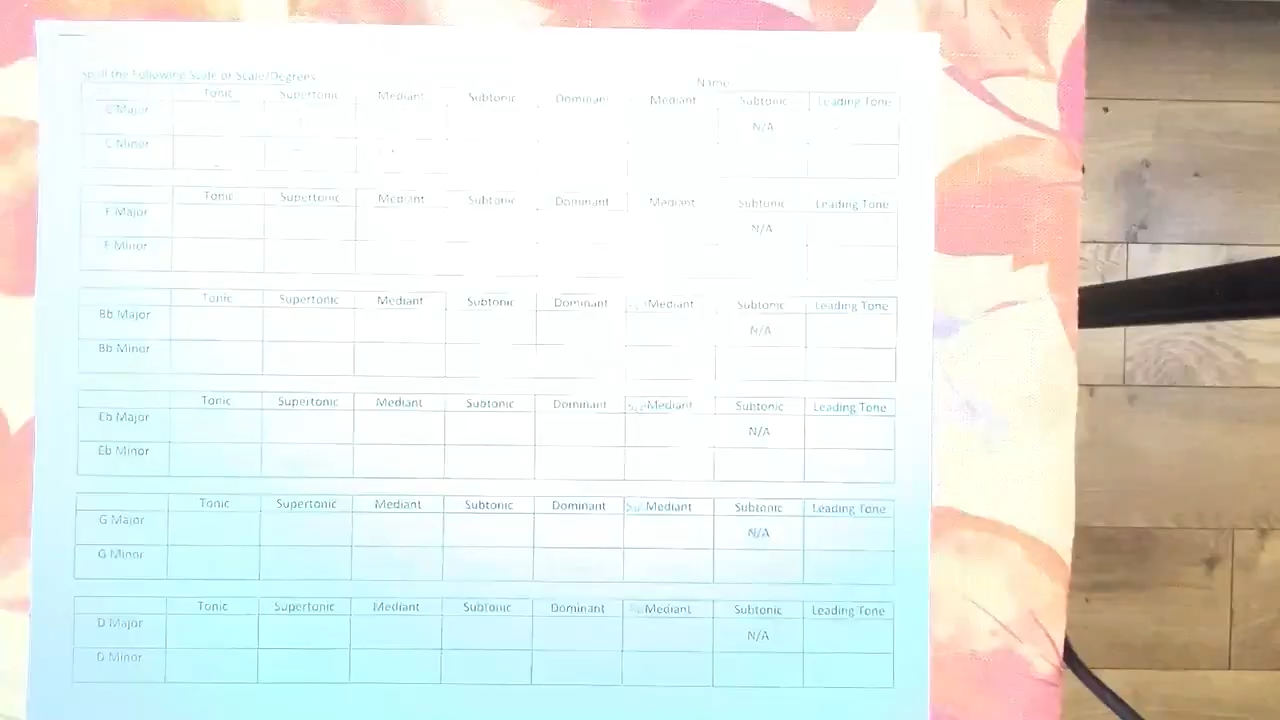 Spell the Following Scale or Scale/Degrees
Name
Tonic Supertonic Mediant Subtonic Dominant Mediant Subtonic Leading Tone
C Major N/A
C Minor
Tonic Supertonic Mediant Subtonic Dominant Mediant Subtonic Leading Tone
F Major N/A
F Minor
Tonic Supertonic Mediant Subtonic Dominant Mediant Subtonic Leading Tone
Bb Major N/A
Bb Minor
Tonic Supertonic Mediant Subtonic Dominant Mediant Subtonic Leading Tone
Eb Major N/A
Eb Minor
Tonic Supertonic Mediant Subtonic Dominant Mediant Subtonic Leading Tone
G Major N/A
G Minor
Tonic Supertonic Mediant Subtonic Dominant Mediant Subtonic Leading Tone
D Major N/A
D Minor